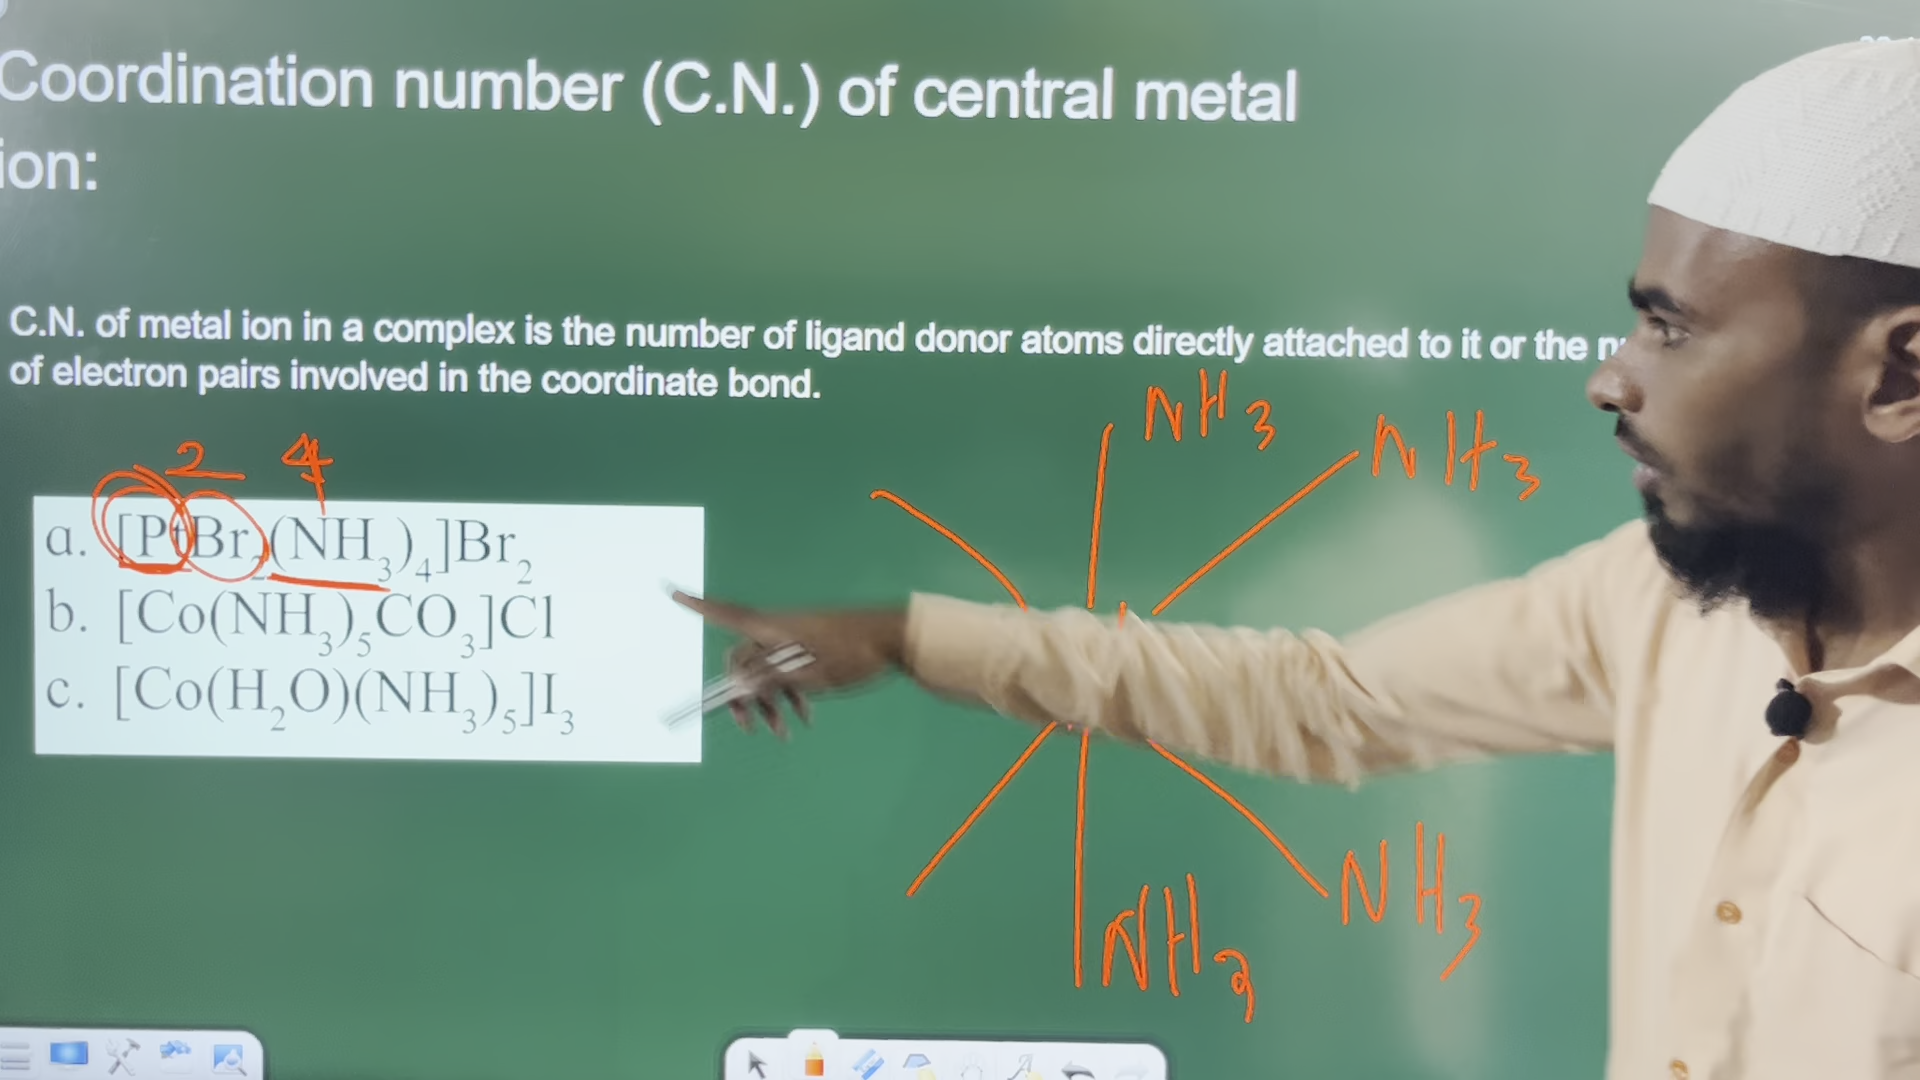 Coordination number (C.N.) of central metal
ion:
C.N. of metal ion in a complex is the number of ligand donor atoms directly attached to it or the
of electron pairs involved in the coordinate bond.
2 4
a. [PtBr₂(NH₃)₄]Br₂
b. [Co(NH₃)₅CO₃]Cl
c. [Co(H₂O)(NH₃)₅]I₃
NH₃
NH₃
NH₃
NH₃